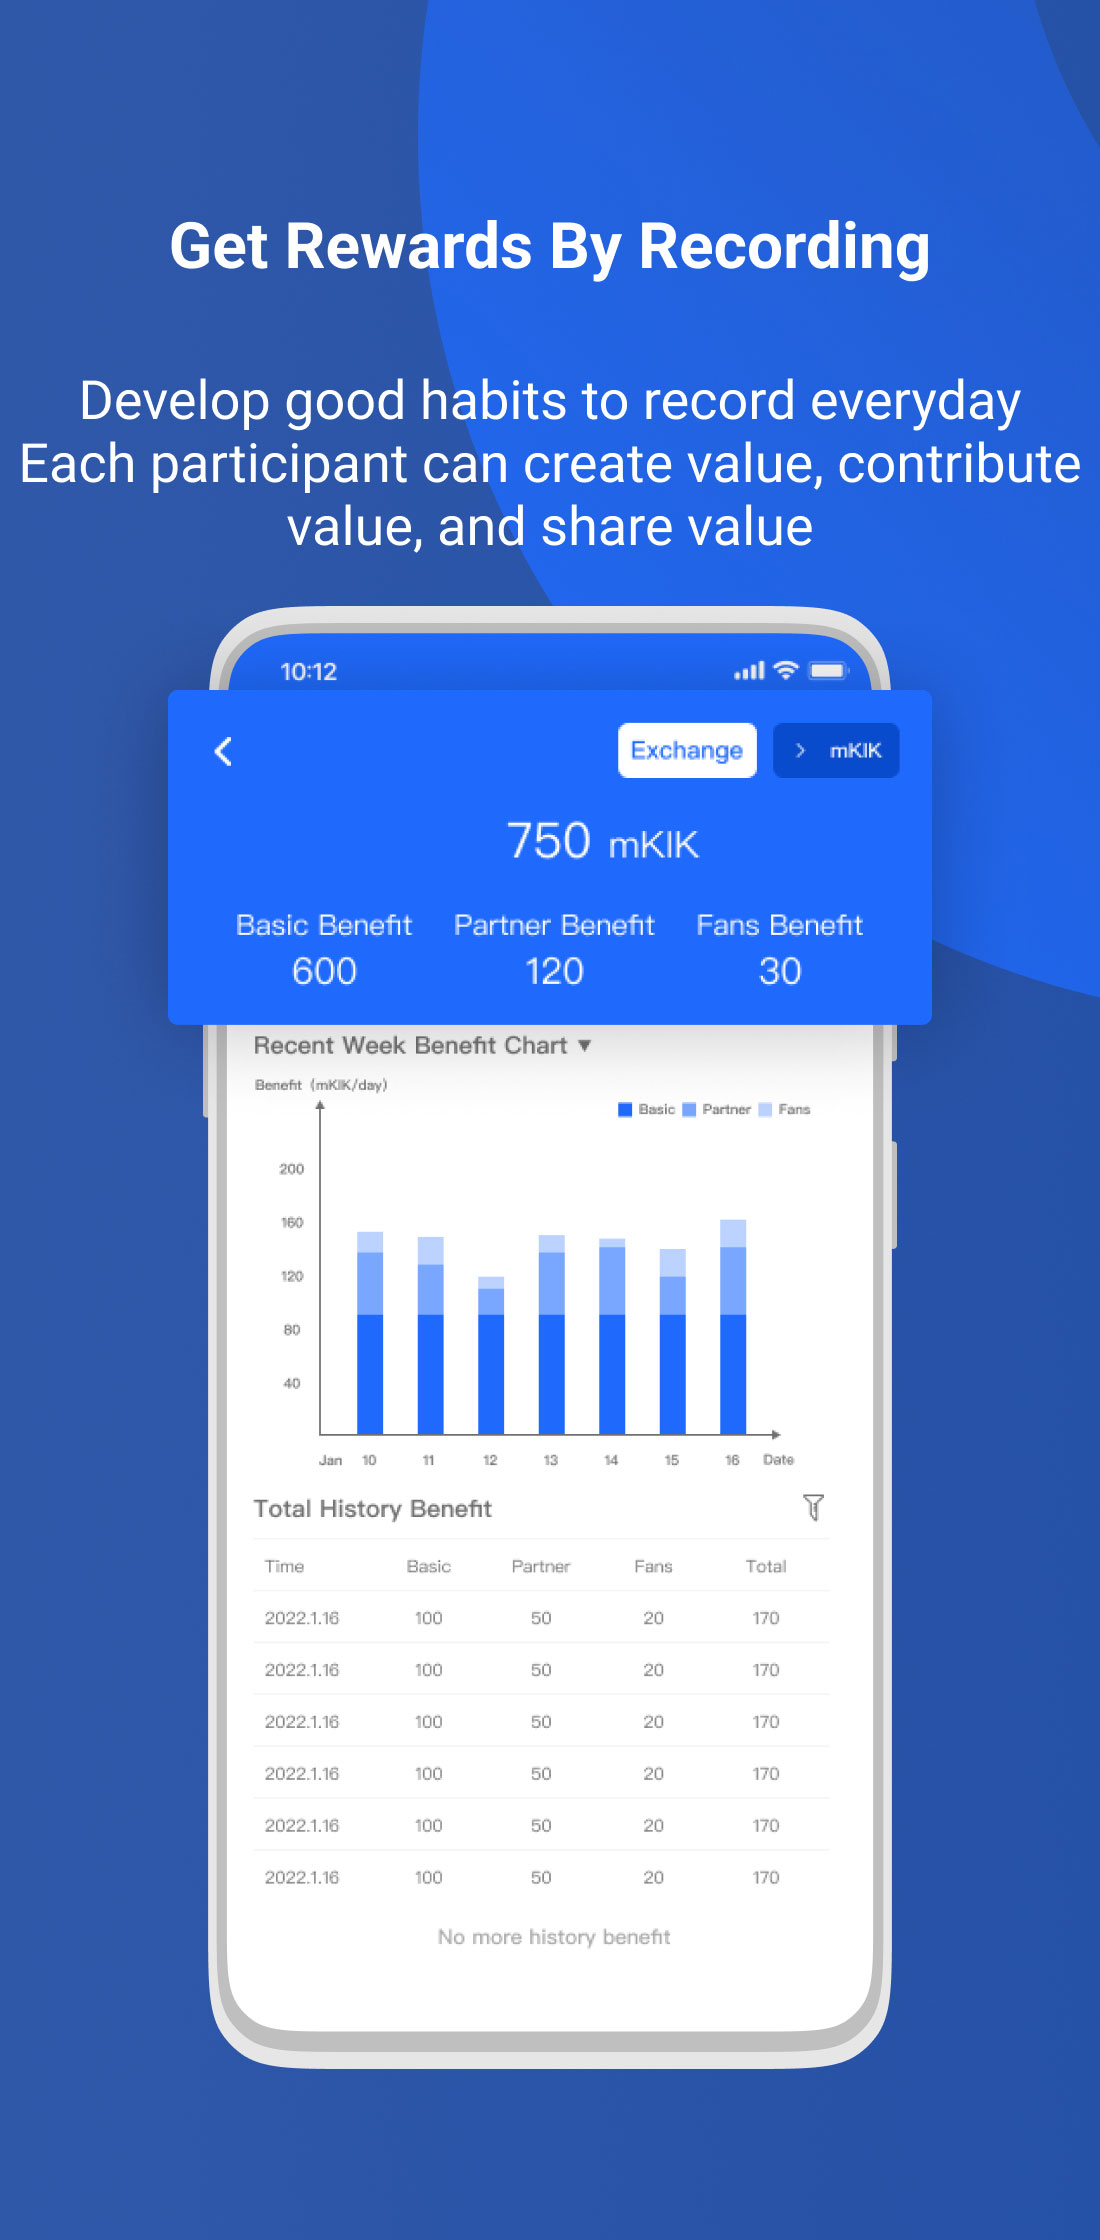 Get Rewards By Recording
Develop good habits to record everyday
Each participant can create value, contribute
value, and share value
10:12
Exchange
> mKIK
750 mKIK
Basic Benefit Partner Benefit Fans Benefit
600 120 30
Recent Week Benefit Chart ▼
Benefit (mKIK/day)
Basic Partner Fans
200
160
120
80
40
Jan 10 11 12 13 14 15 16 Date
Total History Benefit
Time Basic Partner Fans Total
2022.1.16 100 50 20 170
2022.1.16 100 50 20 170
2022.1.16 100 50 20 170
2022.1.16 100 50 20 170
2022.1.16 100 50 20 170
2022.1.16 100 50 20 170
No more history benefit